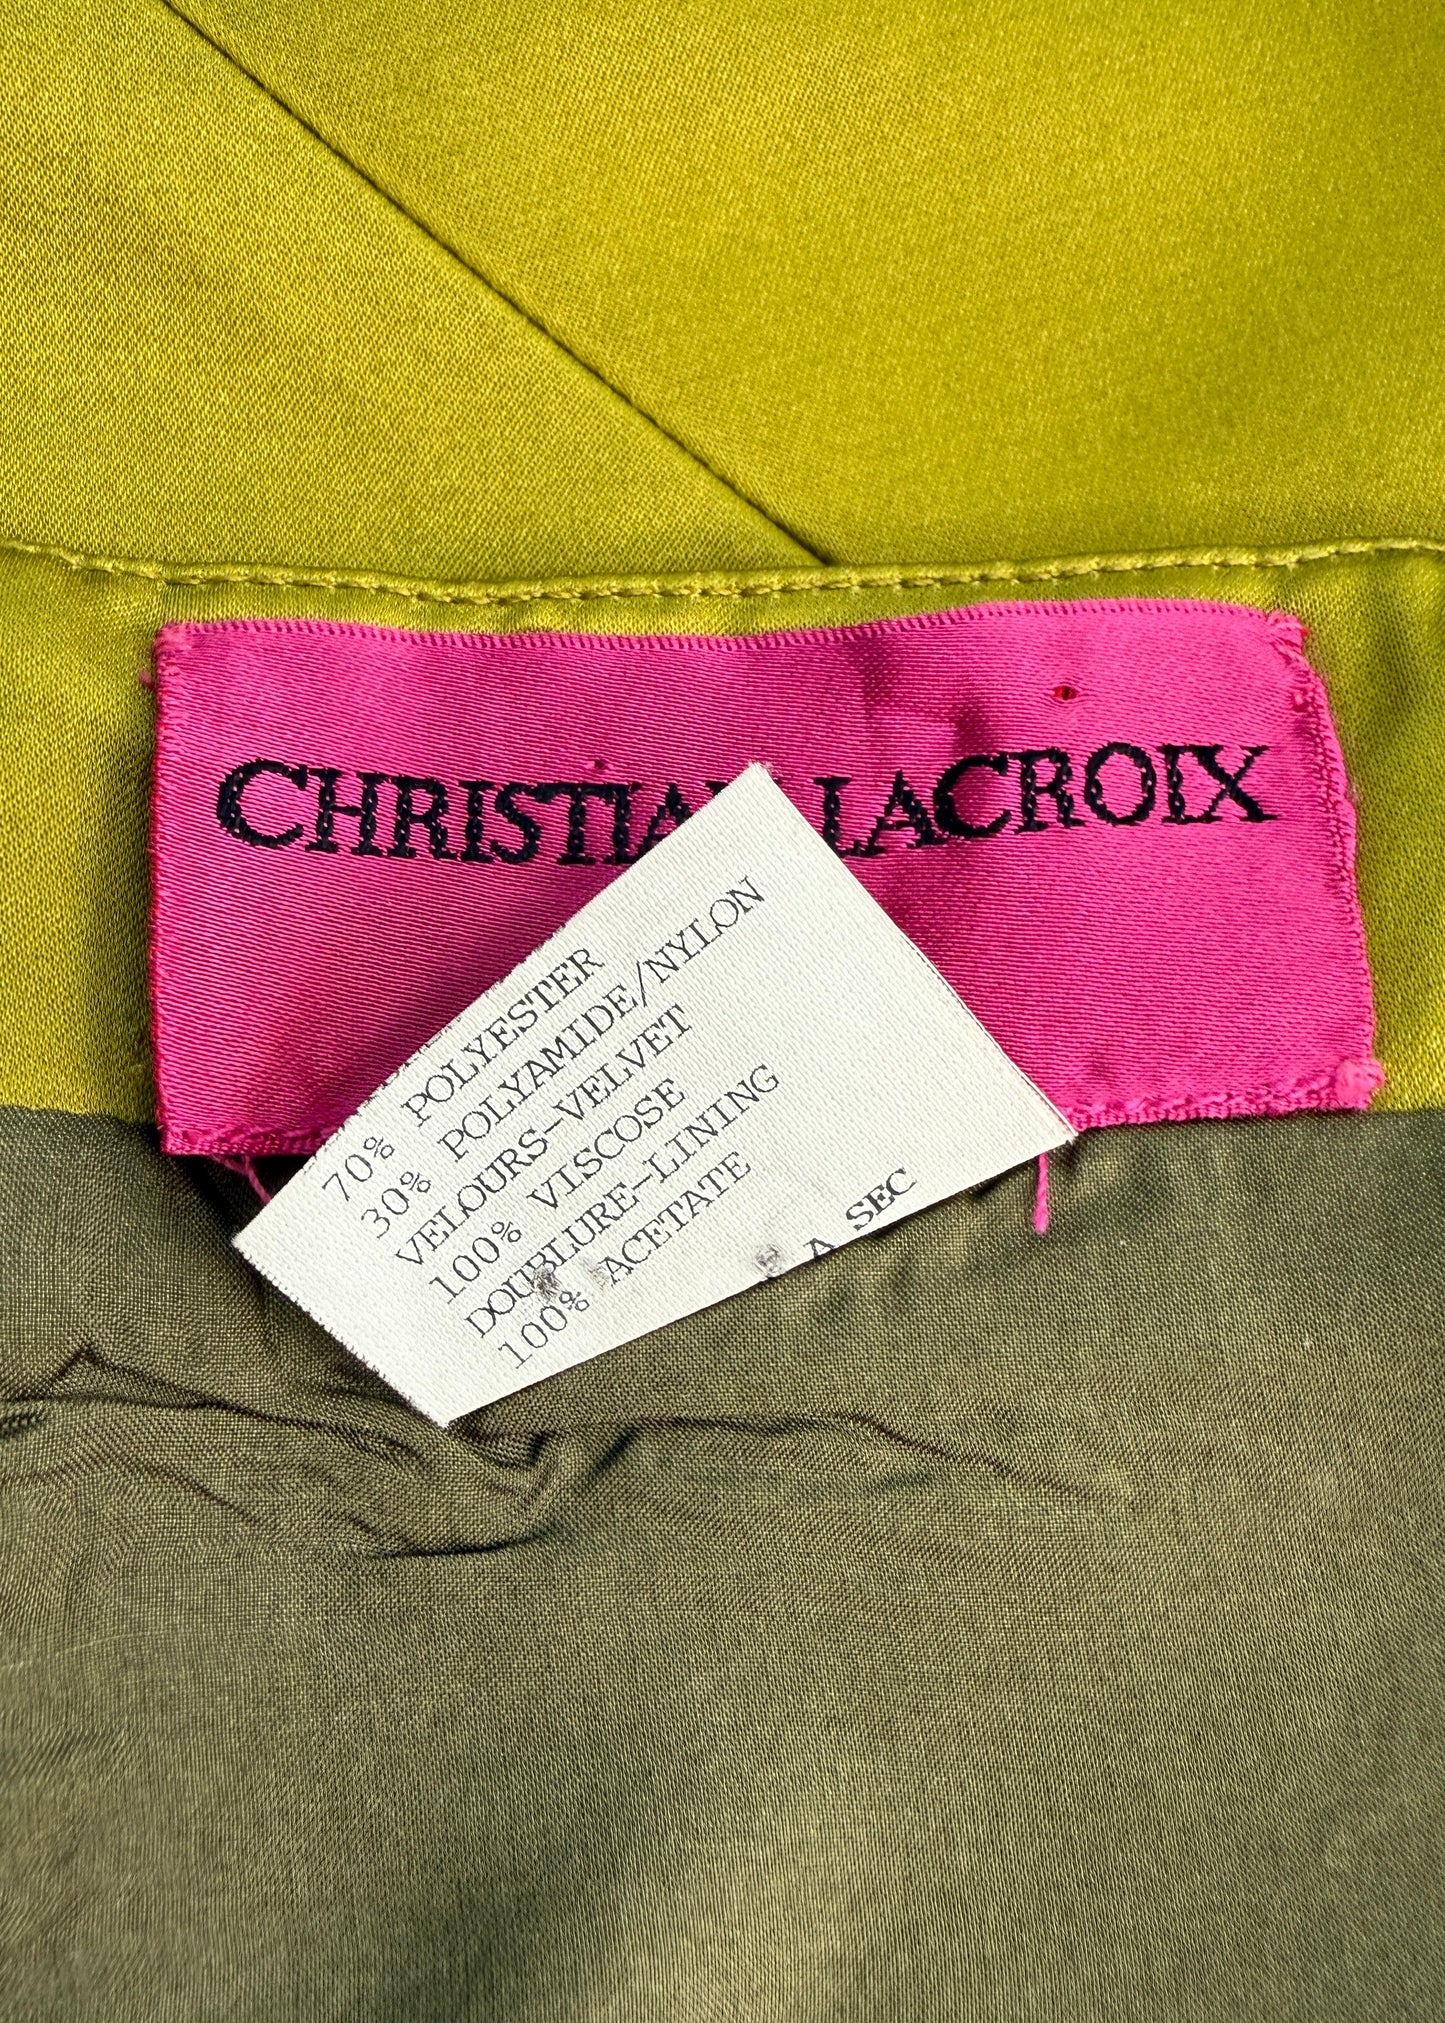 CHRISTIAN LACROIX
70% POLYESTER
30% POLYAMIDE/NYLON
VELOURS-VELVET
100% VISCOSE
DOUBLURE-LINING
100% ACETATE
A SEC